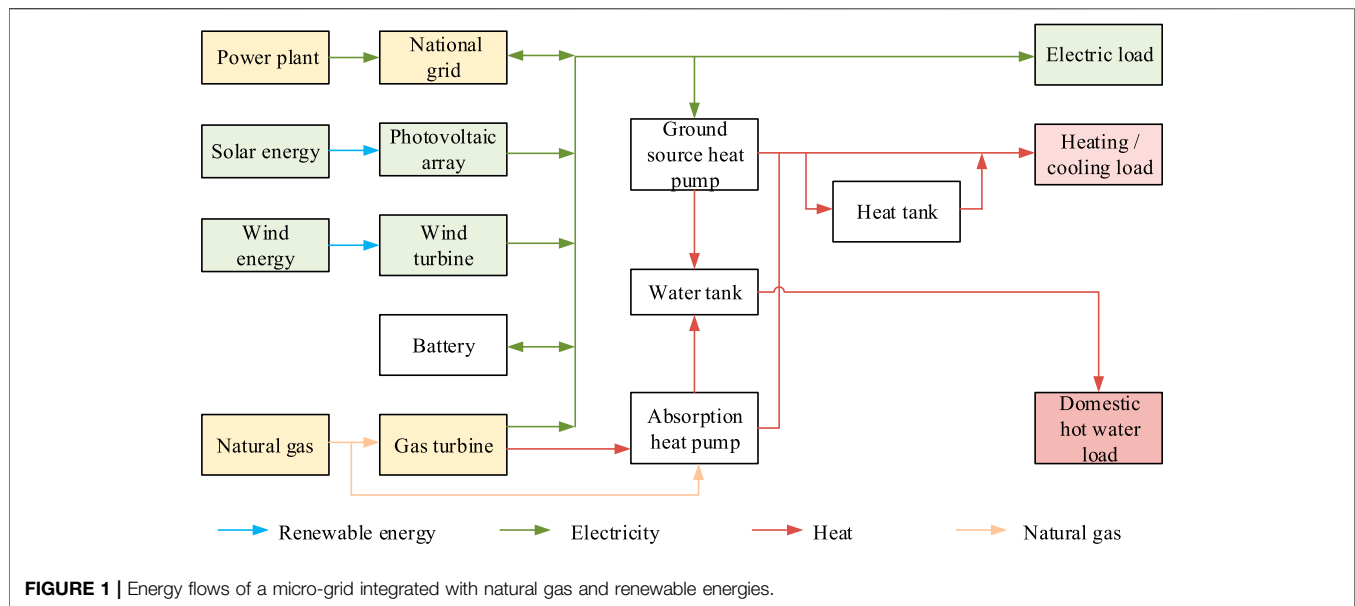 Power plant
National
grid
Electric load
Solar energy
Photovoltaic
array
Ground
source heat
pump
Heating /
cooling load
Heat tank
Wind
energy
Wind
turbine
Water tank
Battery
Natural gas
Gas turbine
Absorption
heat pump
Domestic
hot water
load
Renewable energy
Electricity
Heat
Natural gas
FIGURE 1 | Energy flows of a micro-grid integrated with natural gas and renewable energies.